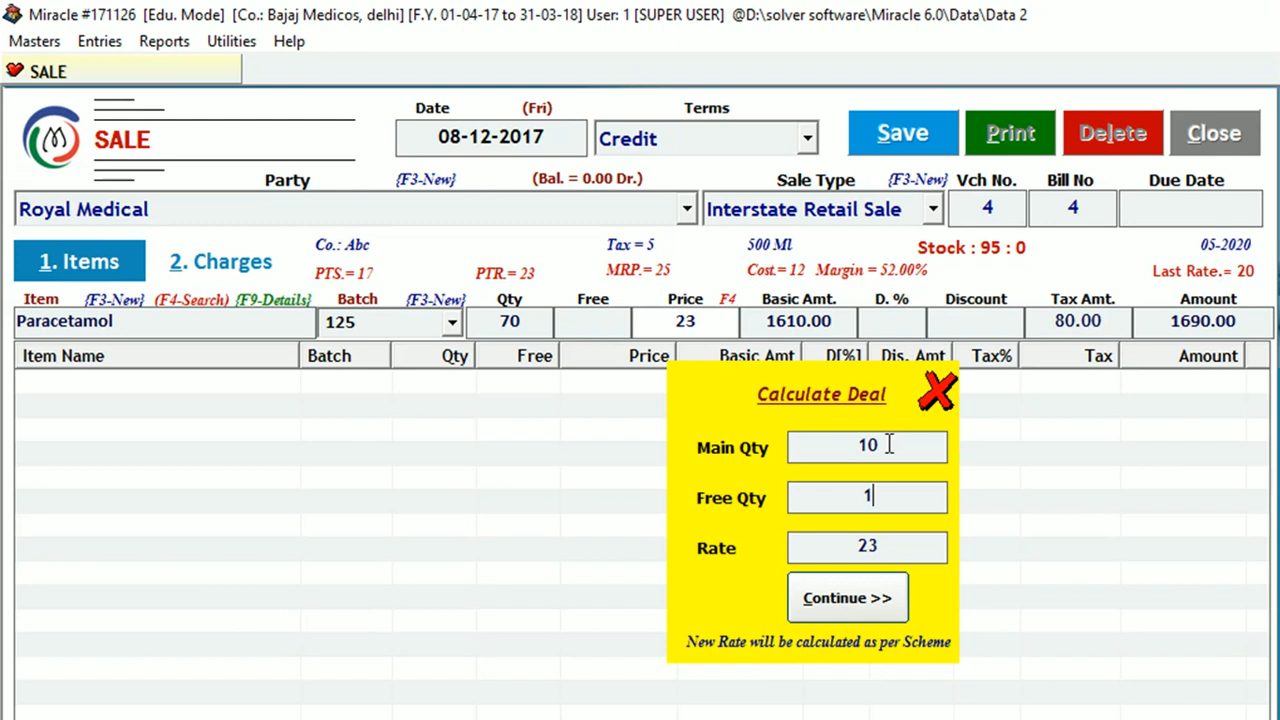 Miracle #171126 [Edu. Mode] [Co.: Bajaj Medicos, delhi] [F.Y. 01-04-17 to 31-03-18] User: 1 [SUPER USER] @D:\solver software\Miracle 6.0\Data\Data 2
Masters Entries Reports Utilities Help
SALE
Date (Fri) Terms
SALE 08-12-2017 Credit Save Print Delete Close
Party {F3-New} (Bal. = 0.00 Dr.) Sale Type {F3-New} Vch No. Bill No Due Date
Royal Medical Interstate Retail Sale 4 4
1. Items 2. Charges Co.: Abc Tax = 5 500 Ml Stock : 95 : 0 05-2020
PTS.= 17 PTR.= 23 MRP.= 25 Cost.= 12 Margin = 52.00% Last Rate.= 20
Item {F3-New} (F4-Search) {F9-Details} Batch {F3-New} Qty Free Price F4 Basic Amt. D. % Discount Tax Amt. Amount
Paracetamol 125 70 23 1610.00 80.00 1690.00
Item Name Batch Qty Free Price Basic Amt D[%] Dis. Amt Tax% Tax Amount
Calculate Deal
Main Qty 10
Free Qty 1
Rate 23
Continue >>
New Rate will be calculated as per Scheme